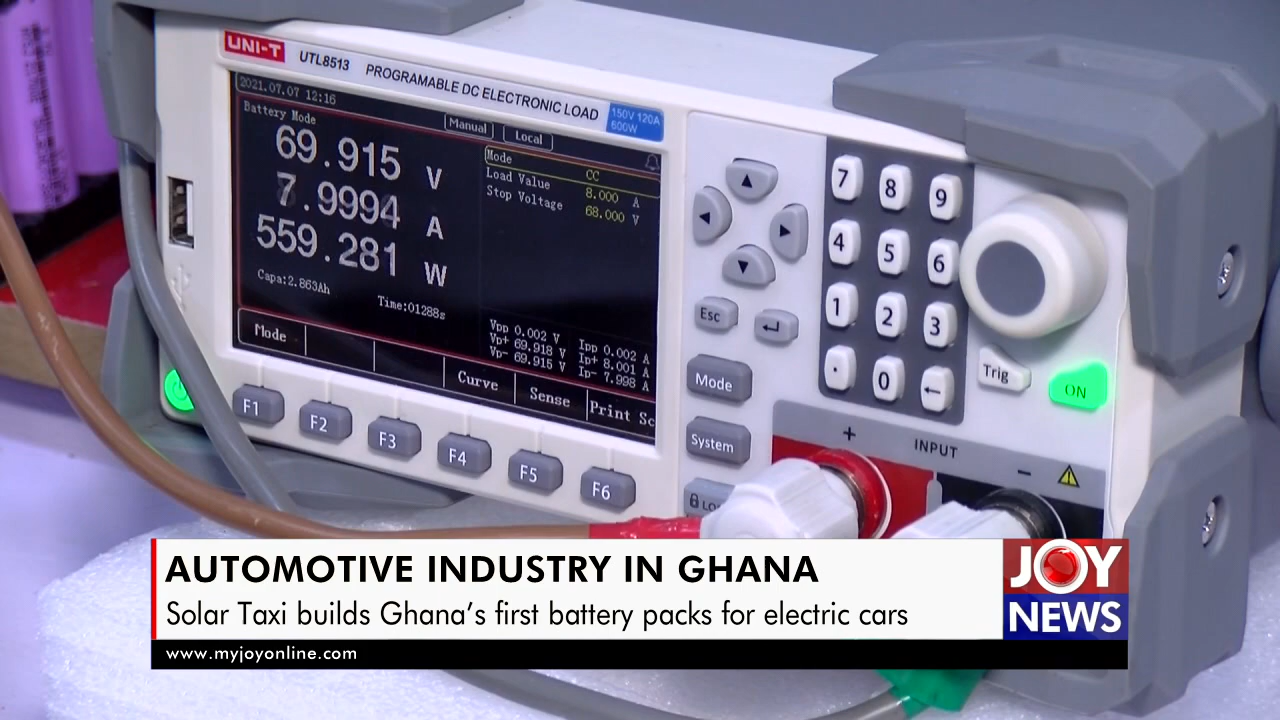 UNI-T UTL8513 PROGRAMABLE DC ELECTRONIC LOAD
150V 120A
600W
2021.07.07 12:16
Battery Mode
Manual Local
69.915 V
7.9994 A
559.281 W
Capa:2.863Ah
Time:01288s
Mode CC
Load Value 8.000 A
Stop Voltage 68.000 V
Vpp 0.002 V Ipp 0.002 A
Vp+ 69.918 V Ip+ 8.001 A
Vp- 69.915 V Ip- 7.998 A
Mode Curve Sense Print Sc
F1 F2 F3 F4 F5 F6
Esc
Mode
System
7 8 9
4 5 6
1 2 3
. 0 ←
Trig ON
+ INPUT −
AUTOMOTIVE INDUSTRY IN GHANA
Solar Taxi builds Ghana's first battery packs for electric cars
JOY
NEWS
www.myjoyonline.com